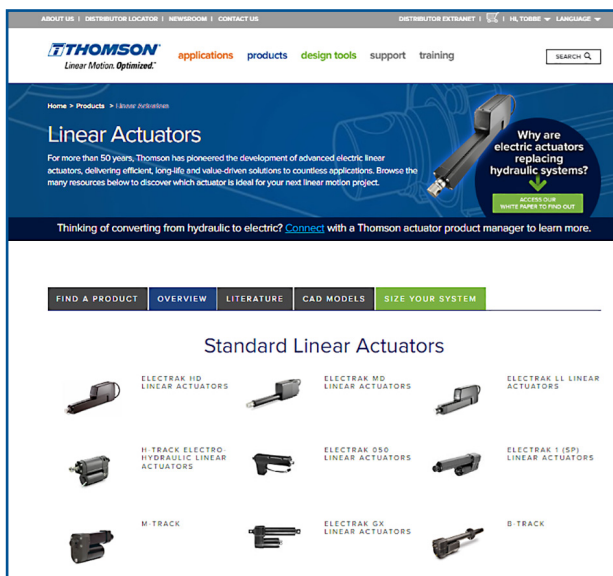 ABOUT US | DISTRIBUTOR LOCATOR | NEWSROOM | CONTACT US
DISTRIBUTOR EXTRANET | | HI, TOBBE LANGUAGE
THOMSON
Linear Motion. Optimized.™
applications products design tools support training
SEARCH
Home > Products > Linear Actuators
Linear Actuators
For more than 50 years, Thomson has pioneered the development of advanced electric linear
actuators, delivering efficient, long-life and value-driven solutions to countless applications. Browse the
many resources below to discover which actuator is ideal for your next linear motion project.
Why are
electric actuators
replacing
hydraulic systems?
ACCESS OUR
WHITE PAPER TO FIND OUT
Thinking of converting from hydraulic to electric? Connect with a Thomson actuator product manager to learn more.
FIND A PRODUCT OVERVIEW LITERATURE CAD MODELS SIZE YOUR SYSTEM
Standard Linear Actuators
ELECTRAK HD
LINEAR ACTUATORS
ELECTRAK MD
LINEAR ACTUATORS
ELECTRAK LL LINEAR
ACTUATORS
H-TRACK ELECTRO-
HYDRAULIC LINEAR
ACTUATORS
ELECTRAK 050
LINEAR ACTUATORS
ELECTRAK 1 (SP)
LINEAR ACTUATORS
M-TRACK
ELECTRAK GX
LINEAR ACTUATORS
B-TRACK